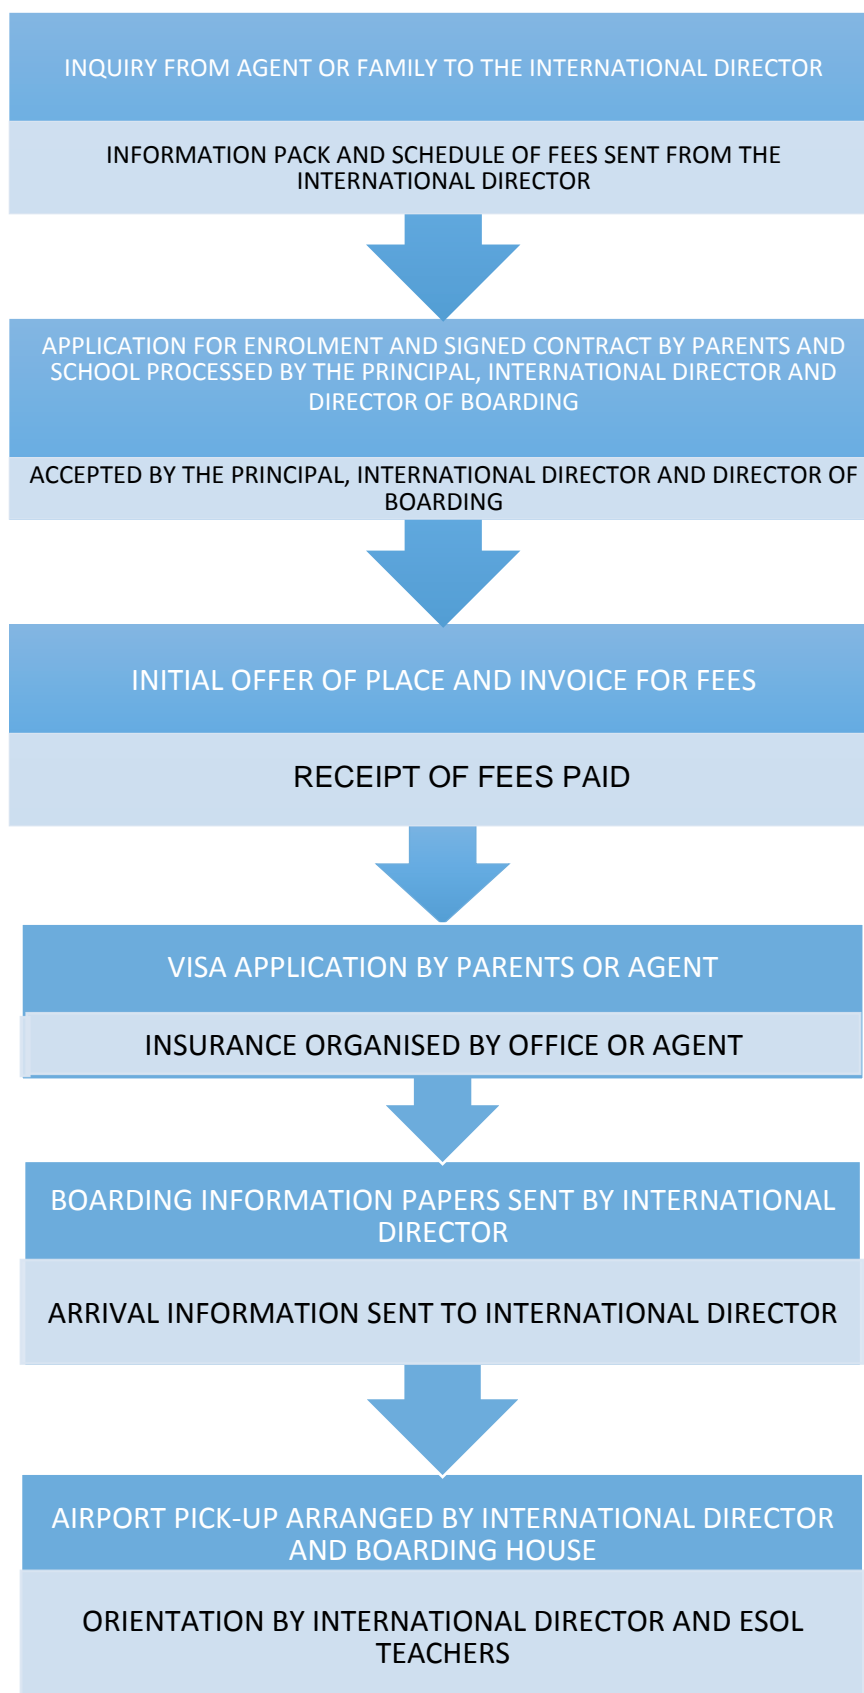 INQUIRY FROM AGENT OR FAMILY TO THE INTERNATIONAL DIRECTOR
INFORMATION PACK AND SCHEDULE OF FEES SENT FROM THE
INTERNATIONAL DIRECTOR
APPLICATION FOR ENROLMENT AND SIGNED CONTRACT BY PARENTS AND
SCHOOL PROCESSED BY THE PRINCIPAL, INTERNATIONAL DIRECTOR AND
DIRECTOR OF BOARDING
ACCEPTED BY THE PRINCIPAL, INTERNATIONAL DIRECTOR AND DIRECTOR OF
BOARDING
INITIAL OFFER OF PLACE AND INVOICE FOR FEES
RECEIPT OF FEES PAID
VISA APPLICATION BY PARENTS OR AGENT
INSURANCE ORGANISED BY OFFICE OR AGENT
BOARDING INFORMATION PAPERS SENT BY INTERNATIONAL
DIRECTOR
ARRIVAL INFORMATION SENT TO INTERNATIONAL DIRECTOR
AIRPORT PICK-UP ARRANGED BY INTERNATIONAL DIRECTOR
AND BOARDING HOUSE
ORIENTATION BY INTERNATIONAL DIRECTOR AND ESOL
TEACHERS